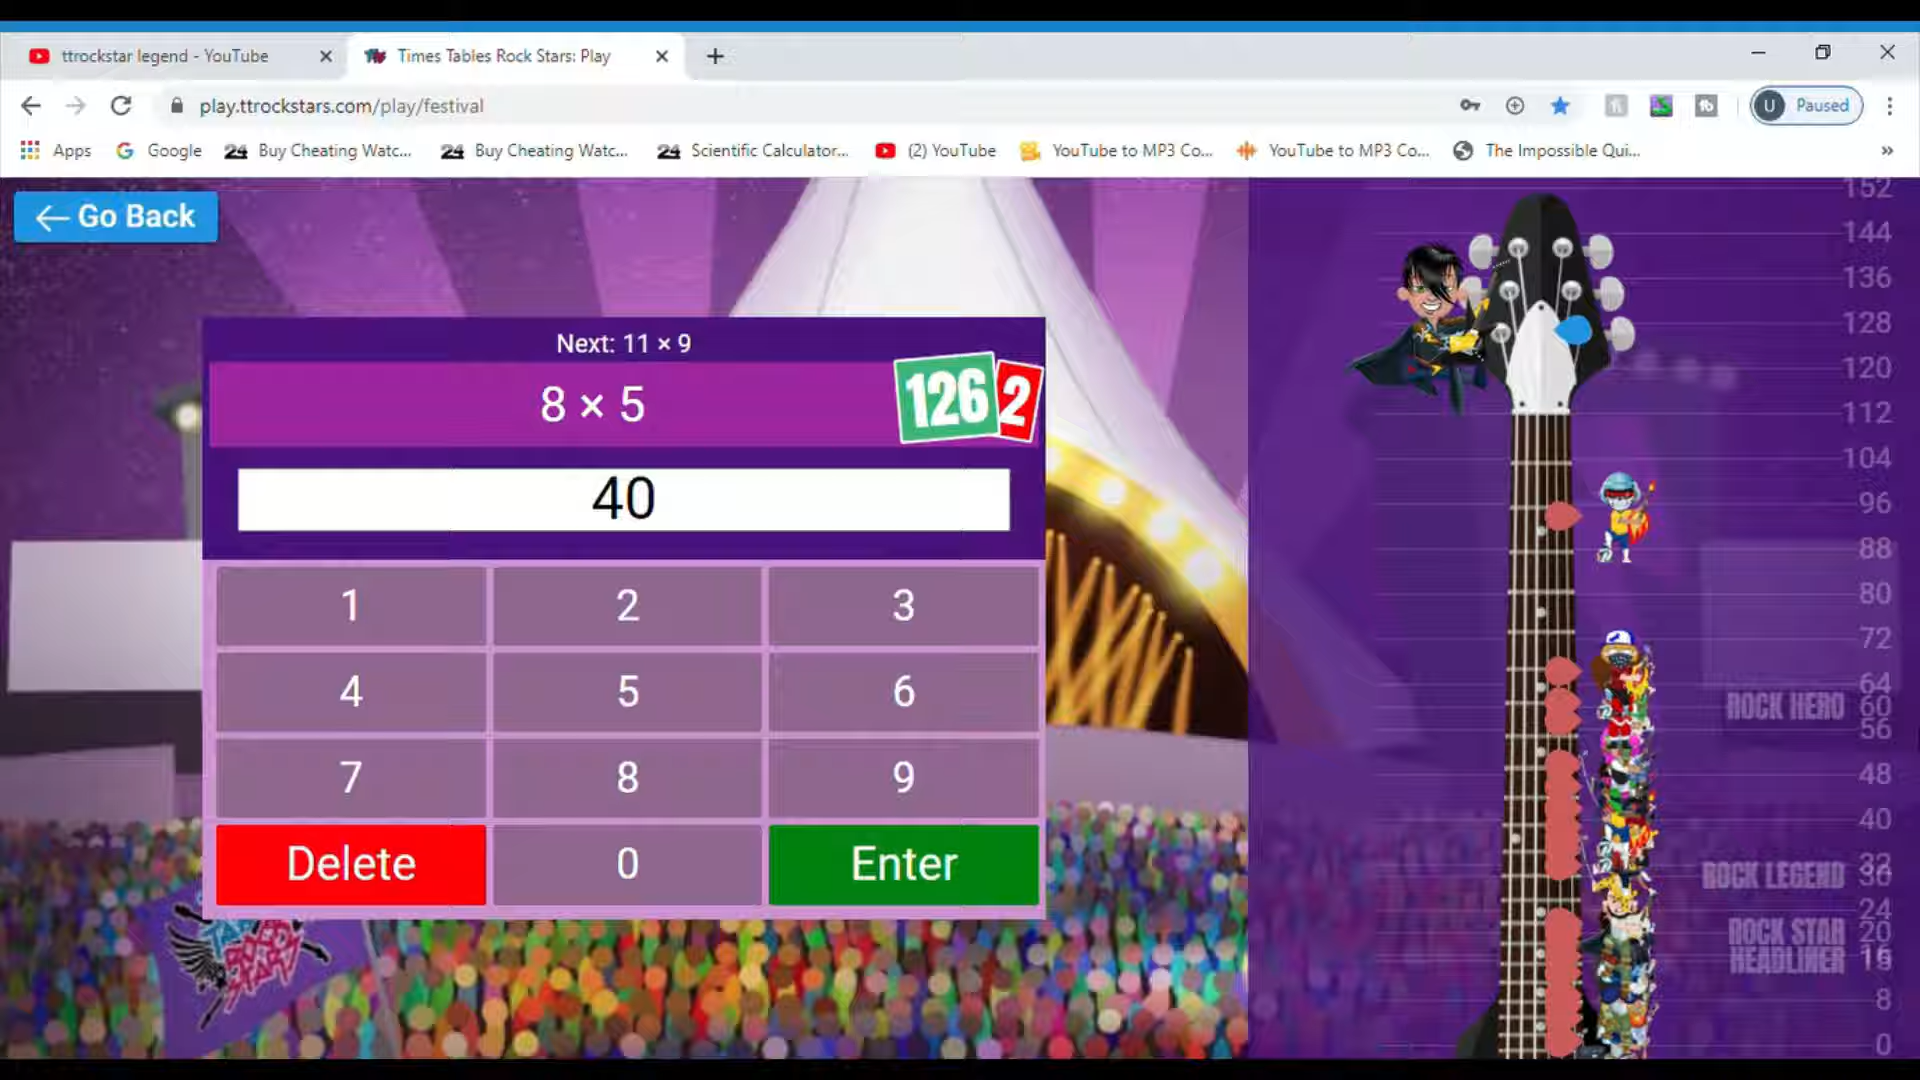 ttrockstar legend - YouTube
Times Tables Rock Stars: Play
play.ttrockstars.com/play/festival
U Paused
Apps
Google
24 Buy Cheating Watc...
24 Buy Cheating Watc...
24 Scientific Calculator...
(2) YouTube
YouTube to MP3 Co...
YouTube to MP3 Co...
The Impossible Qui...
»
← Go Back
Next: 11 × 9
8 × 5
126 2
40
1 2 3
4 5 6
7 8 9
Delete 0 Enter
152
144
136
128
120
112
104
96
88
80
72
64
ROCK HERO 60
56
48
40
32
ROCK LEGEND 30
24
ROCK STAR 20
HEADLINER
8
0